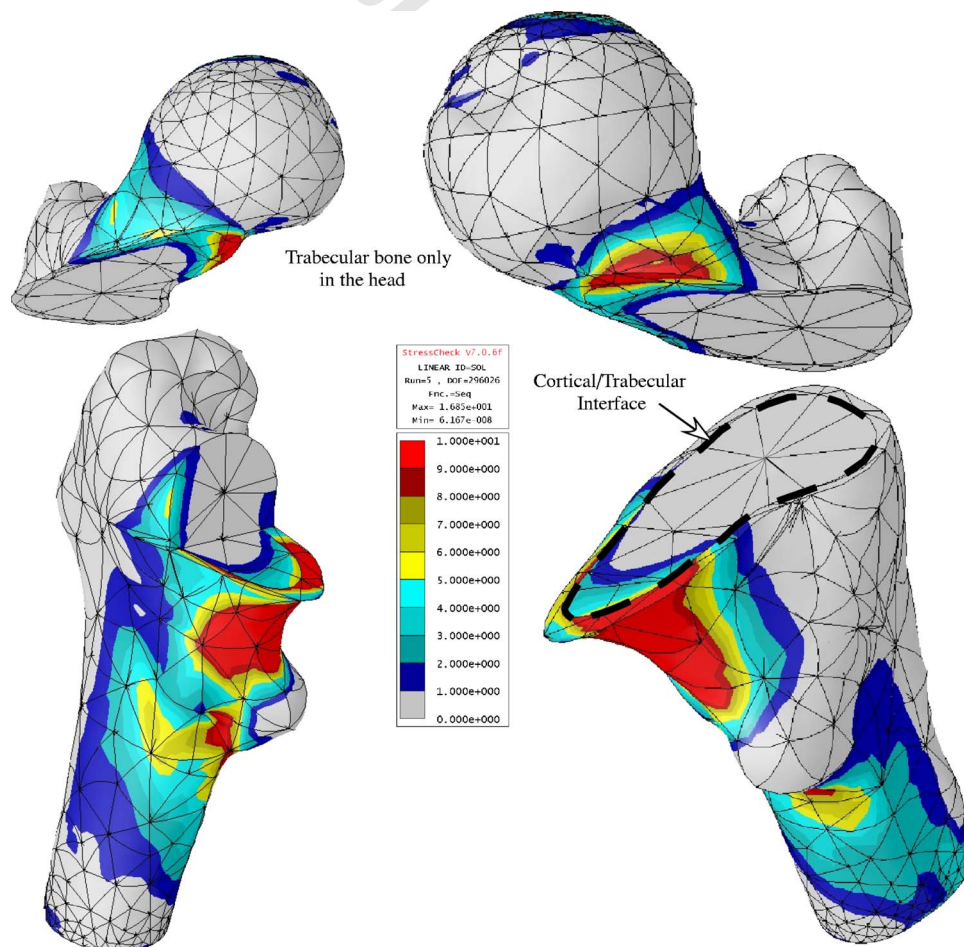 Trabecular bone only
in the head
StressCheck V7.0.6f
LINEAR ID=SOL
Run=5 , DOF=296026
Fnc.=Seq
Max= 1.685e+001
Min= 6.167e-008
1.000e+001
9.000e+000
8.000e+000
7.000e+000
6.000e+000
5.000e+000
4.000e+000
3.000e+000
2.000e+000
1.000e+000
0.000e+000
Cortical/Trabecular
Interface